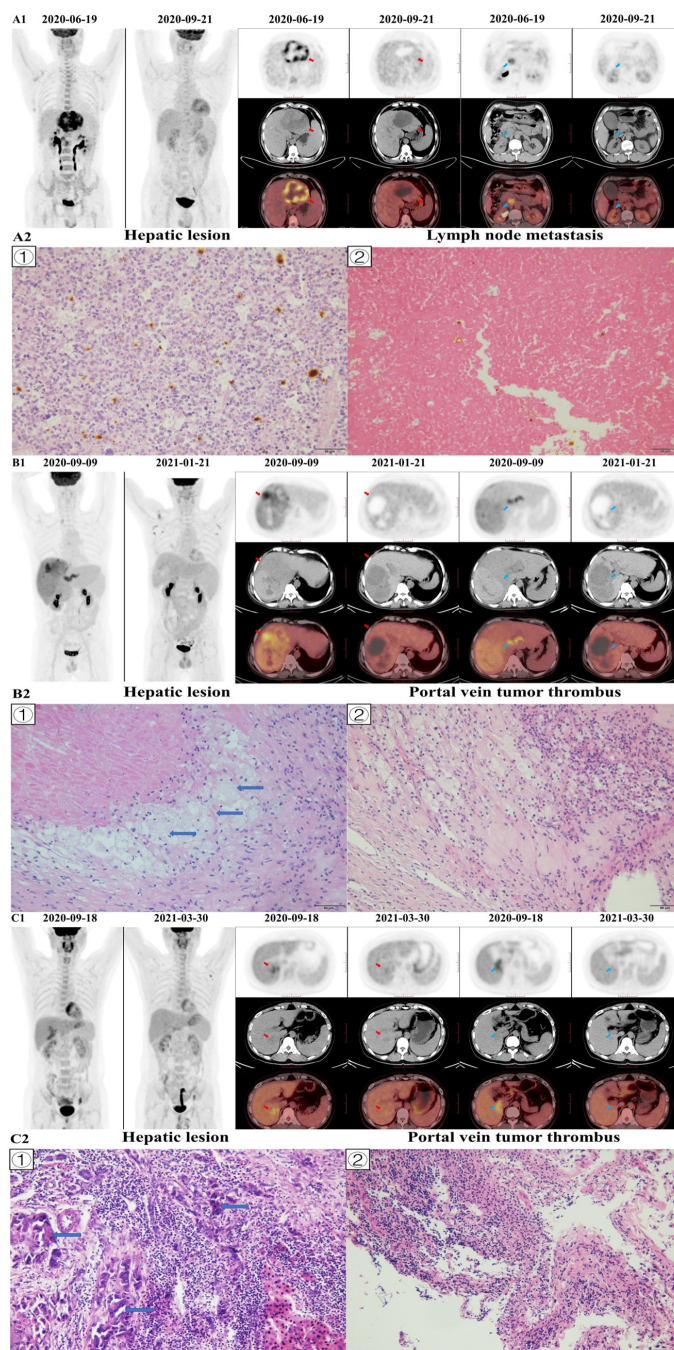 A1 2020-06-19 2020-09-21 2020-06-19 2020-09-21 2020-06-19 2020-09-21
A2 Hepatic lesion Lymph node metastasis
① ②
B1 2020-09-09 2021-01-21 2020-09-09 2021-01-21 2020-09-09 2021-01-21
B2 Hepatic lesion Portal vein tumor thrombus
① ②
C1 2020-09-18 2021-03-30 2020-09-18 2021-03-30 2020-09-18 2021-03-30
C2 Hepatic lesion Portal vein tumor thrombus
① ②